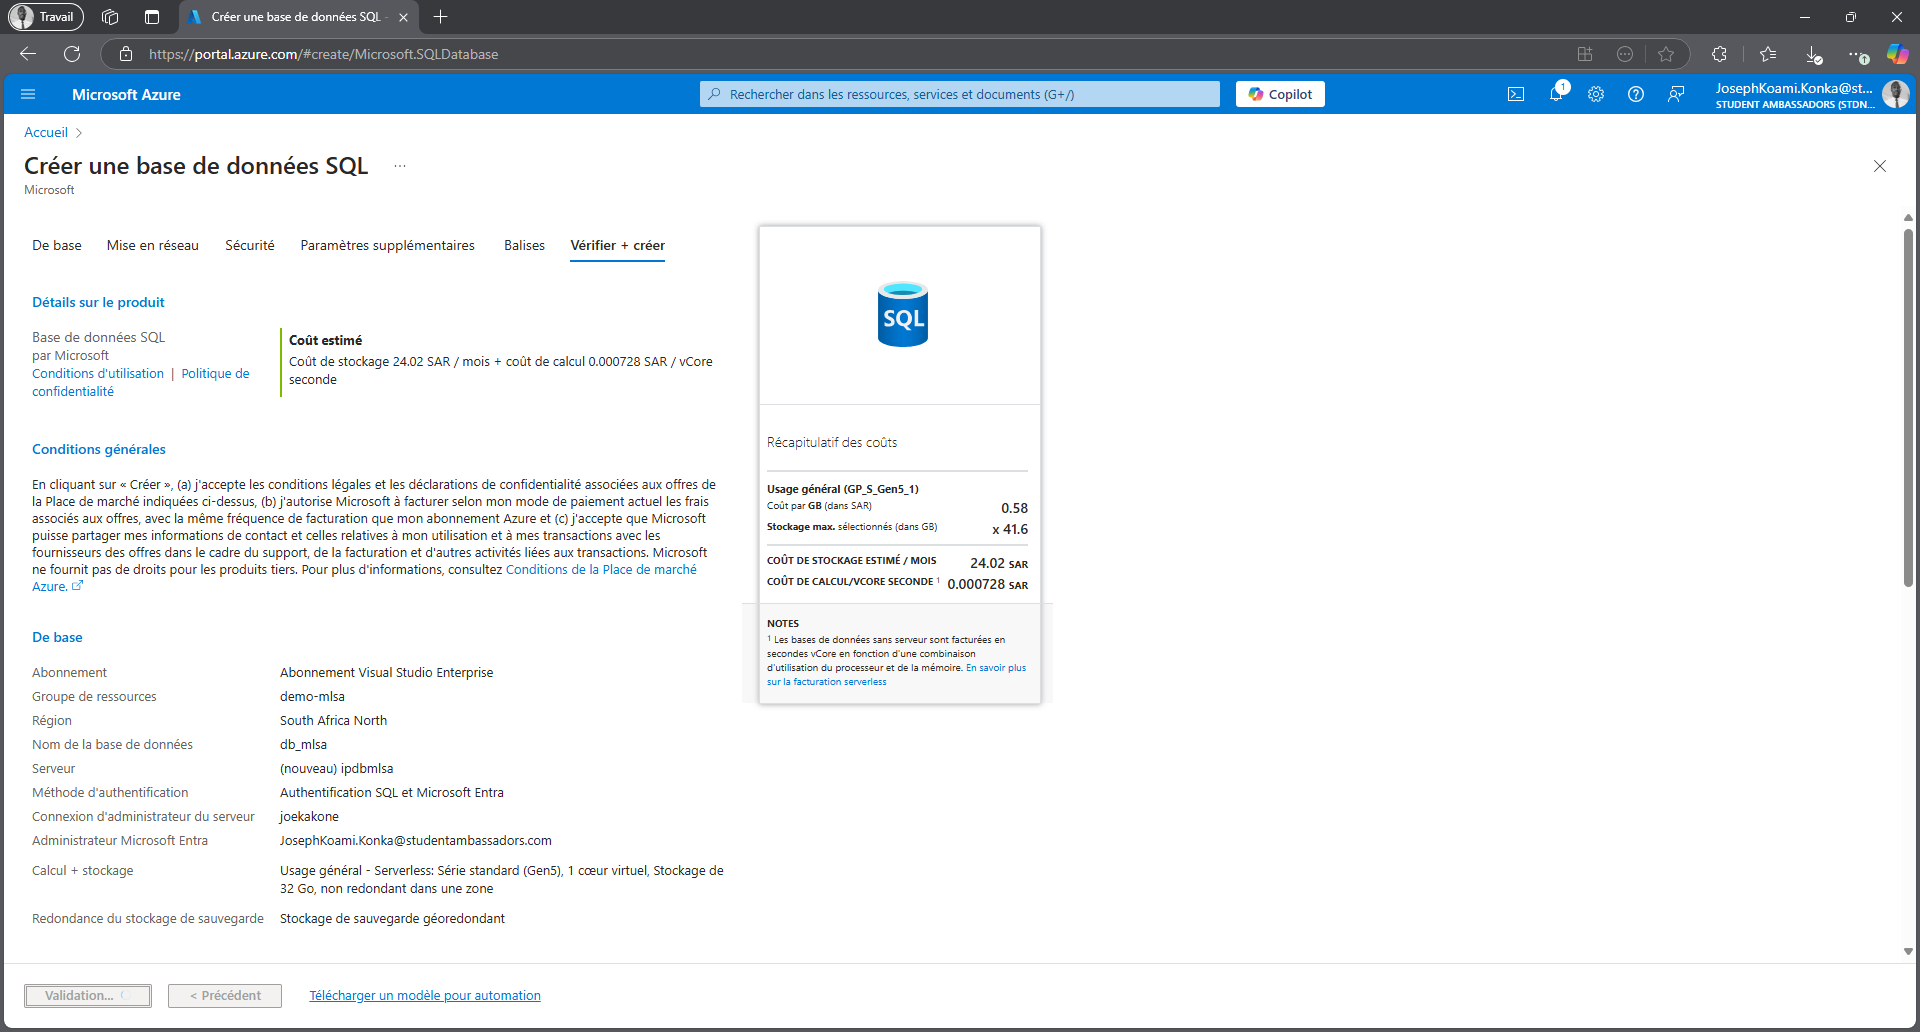 Travail
Créer une base de données SQL -
https://portal.azure.com/#create/Microsoft.SQLDatabase
Microsoft Azure
Rechercher dans les ressources, services et documents (G+/)
Copilot
1
JosephKoami.Konka@st...
STUDENT AMBASSADORS (STDN...
Accueil
Créer une base de données SQL
...
Microsoft
De base
Mise en réseau
Sécurité
Paramètres supplémentaires
Balises
Vérifier + créer
Détails sur le produit
Base de données SQL
par Microsoft
Conditions d'utilisation | Politique de
confidentialité
Coût estimé
Coût de stockage 24.02 SAR / mois + coût de calcul 0.000728 SAR / vCore
seconde
Conditions générales
En cliquant sur « Créer », (a) j'accepte les conditions légales et les déclarations de confidentialité associées aux offres de
la Place de marché indiquées ci-dessus, (b) j'autorise Microsoft à facturer selon mon mode de paiement actuel les frais
associés aux offres, avec la même fréquence de facturation que mon abonnement Azure et (c) j'accepte que Microsoft
puisse partager mes informations de contact et celles relatives à mon utilisation et à mes transactions avec les
fournisseurs des offres dans le cadre du support, de la facturation et d'autres activités liées aux transactions. Microsoft
ne fournit pas de droits pour les produits tiers. Pour plus d'informations, consultez Conditions de la Place de marché
Azure.
De base
Abonnement Abonnement Visual Studio Enterprise
Groupe de ressources demo-mlsa
Région South Africa North
Nom de la base de données db_mlsa
Serveur (nouveau) ipdbmlsa
Méthode d'authentification Authentification SQL et Microsoft Entra
Connexion d'administrateur du serveur joekakone
Administrateur Microsoft Entra JosephKoami.Konka@studentambassadors.com
Calcul + stockage Usage général - Serverless: Série standard (Gen5), 1 cœur virtuel, Stockage de
32 Go, non redondant dans une zone
Redondance du stockage de sauvegarde Stockage de sauvegarde géoredondant
SQL
Récapitulatif des coûts
Usage général (GP_S_Gen5_1)
Coût par GB (dans SAR) 0.58
Stockage max. sélectionnés (dans GB) x 41.6
COÛT DE STOCKAGE ESTIMÉ / MOIS 24.02 SAR
COÛT DE CALCUL/VCORE SECONDE ¹ 0.000728 SAR
NOTES
¹ Les bases de données sans serveur sont facturées en
secondes vCore en fonction d'une combinaison
d'utilisation du processeur et de la mémoire. En savoir plus
sur la facturation serverless
Validation...
< Précédent
Télécharger un modèle pour automation